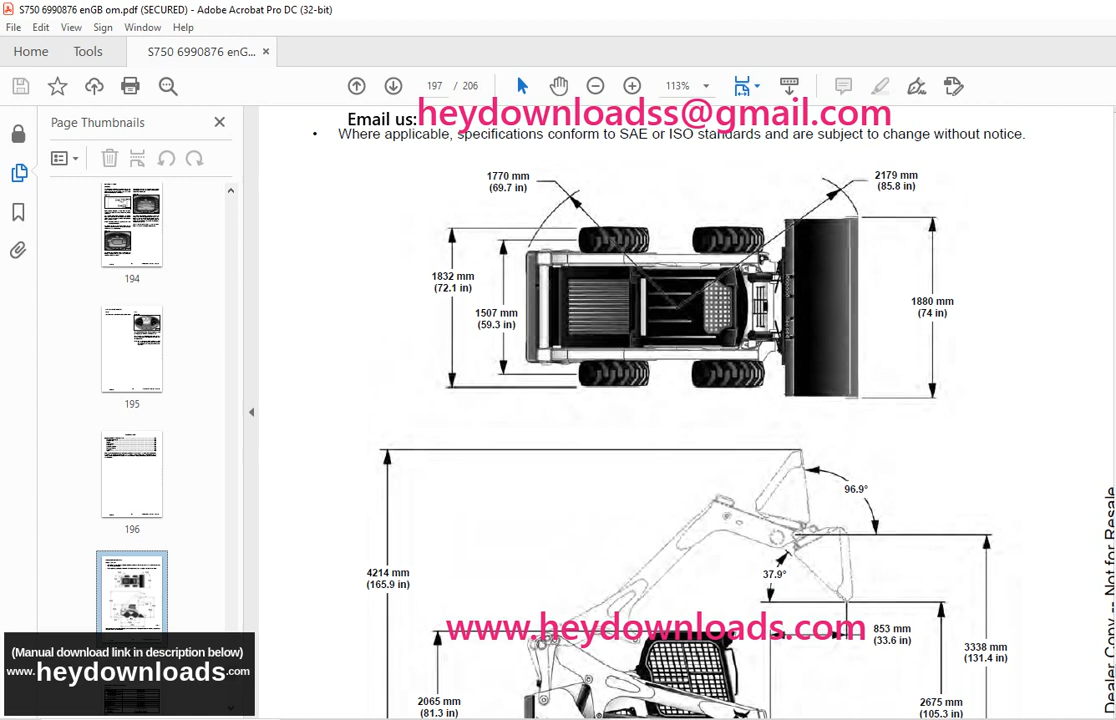 S750 6990876 enGB om.pdf (SECURED) - Adobe Acrobat Pro DC (32-bit)
File Edit View Sign Window Help
Home Tools S750 6990876 enG... ×
197 / 206 113%
Page Thumbnails
194
195
196
Email us:heydownloadss@gmail.com
• Where applicable, specifications conform to SAE or ISO standards and are subject to change without notice.
1770 mm
(69.7 in)
2179 mm
(85.8 in)
1832 mm
(72.1 in)
1507 mm
(59.3 in)
1880 mm
(74 in)
96.9°
4214 mm
(165.9 in)
37.9°
www.heydownloads.com
853 mm
(33.6 in)
3338 mm
(131.4 in)
2065 mm
(81.3 in)
2675 mm
(105.3 in)
Dealer Copy -- Not for Resale
(Manual download link in description below)
www.heydownloads.com